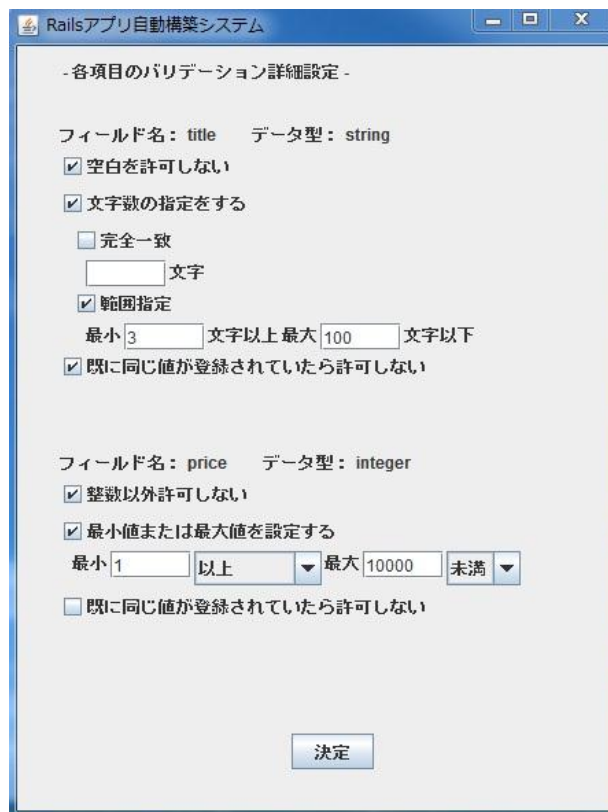 Railsアプリ自動構築システム
- 各項目のバリデーション詳細設定 -
フィールド名： title データ型： string
空白を許可しない
文字数の指定をする
完全一致
文字
範囲指定
最小 3 文字以上 最大 100 文字以下
既に同じ値が登録されていたら許可しない
フィールド名： price データ型： integer
整数以外許可しない
最小値または最大値を設定する
最小 1 以上 最大 10000 未満
既に同じ値が登録されていたら許可しない
決定